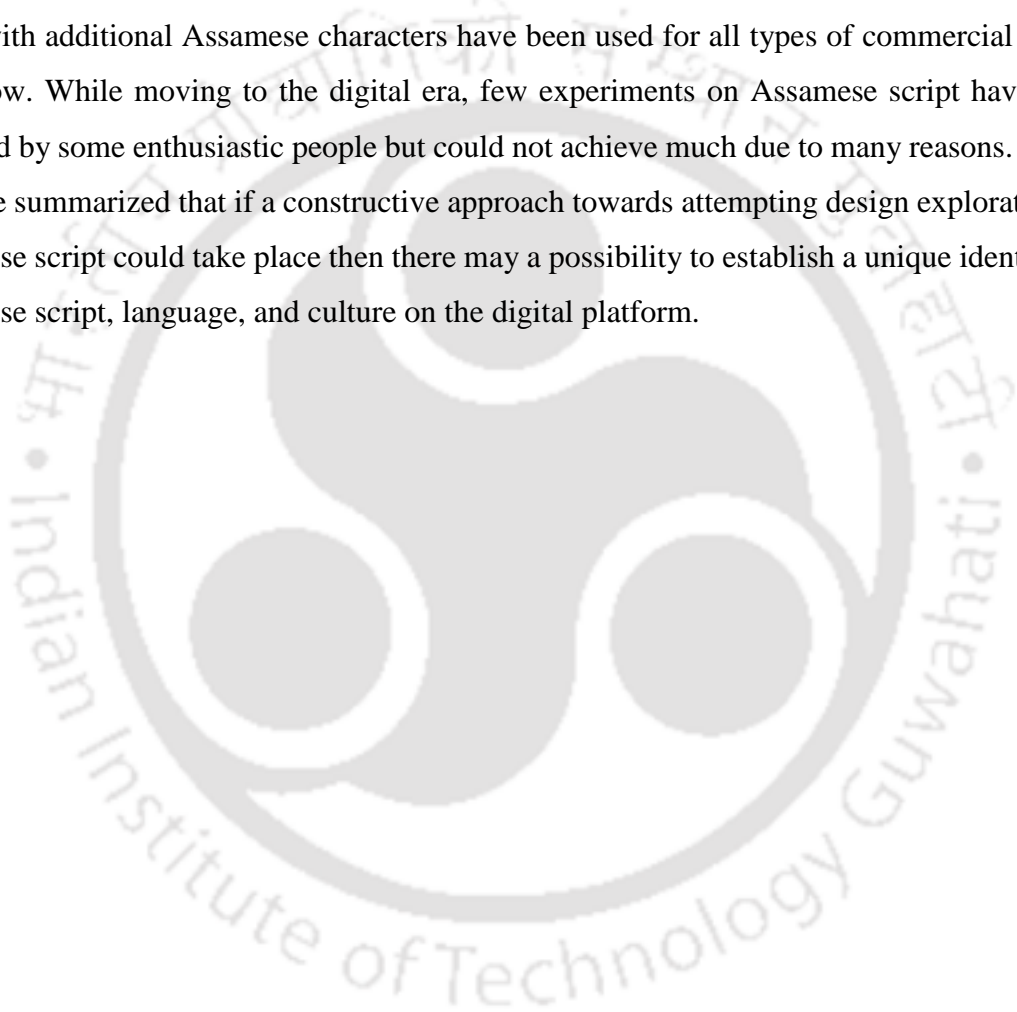 with additional Assamese characters have been used for all types of commercial
ow. While moving to the digital era, few experiments on Assamese script hav
d by some enthusiastic people but could not achieve much due to many reasons.
e summarized that if a constructive approach towards attempting design explorat
se script could take place then there may a possibility to establish a unique ident
se script, language, and culture on the digital platform.
Indian Institute of Technology Guwahati